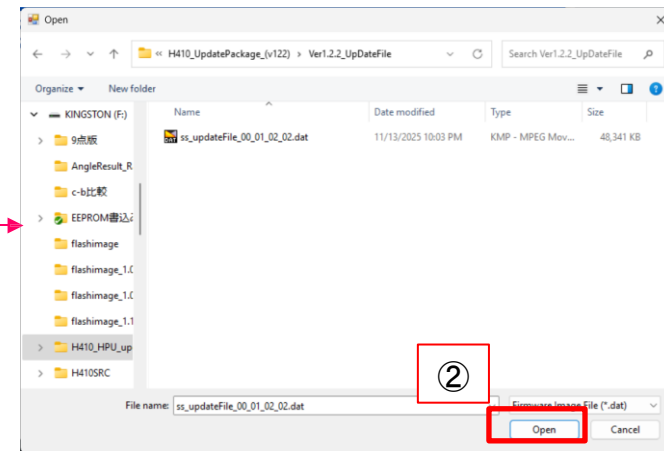 Open
« H410_UpdatePackage_(v122) > Ver1.2.2_UpDateFile
Search Ver1.2.2_UpDateFile
Organize
New folder
Name
Date modified
Type
Size
KINGSTON (F:)
9点版
AngleResult_R
c-b比較
EEPROM書込
flashimage
flashimage_1.0
flashimage_1.0
flashimage_1.1
H410_HPU_up
H410SRC
DAT
ss_updateFile_00_01_02_02.dat
11/13/2025 10:03 PM
KMP - MPEG Mov...
48,341 KB
②
File name:
ss_updateFile_00_01_02_02.dat
Firmware Image File (*.dat)
Open
Cancel